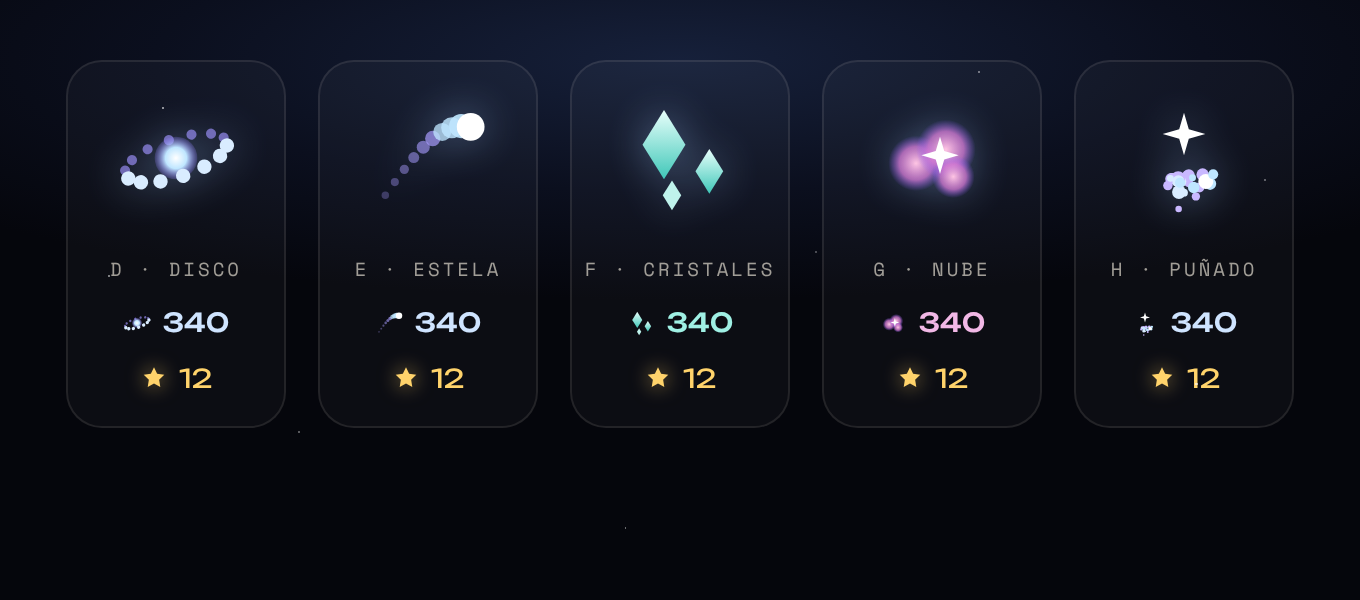 D · DISCO
340
12
E · ESTELA
340
12
F · CRISTALES
340
12
G · NUBE
340
12
H · PUÑADO
340
12